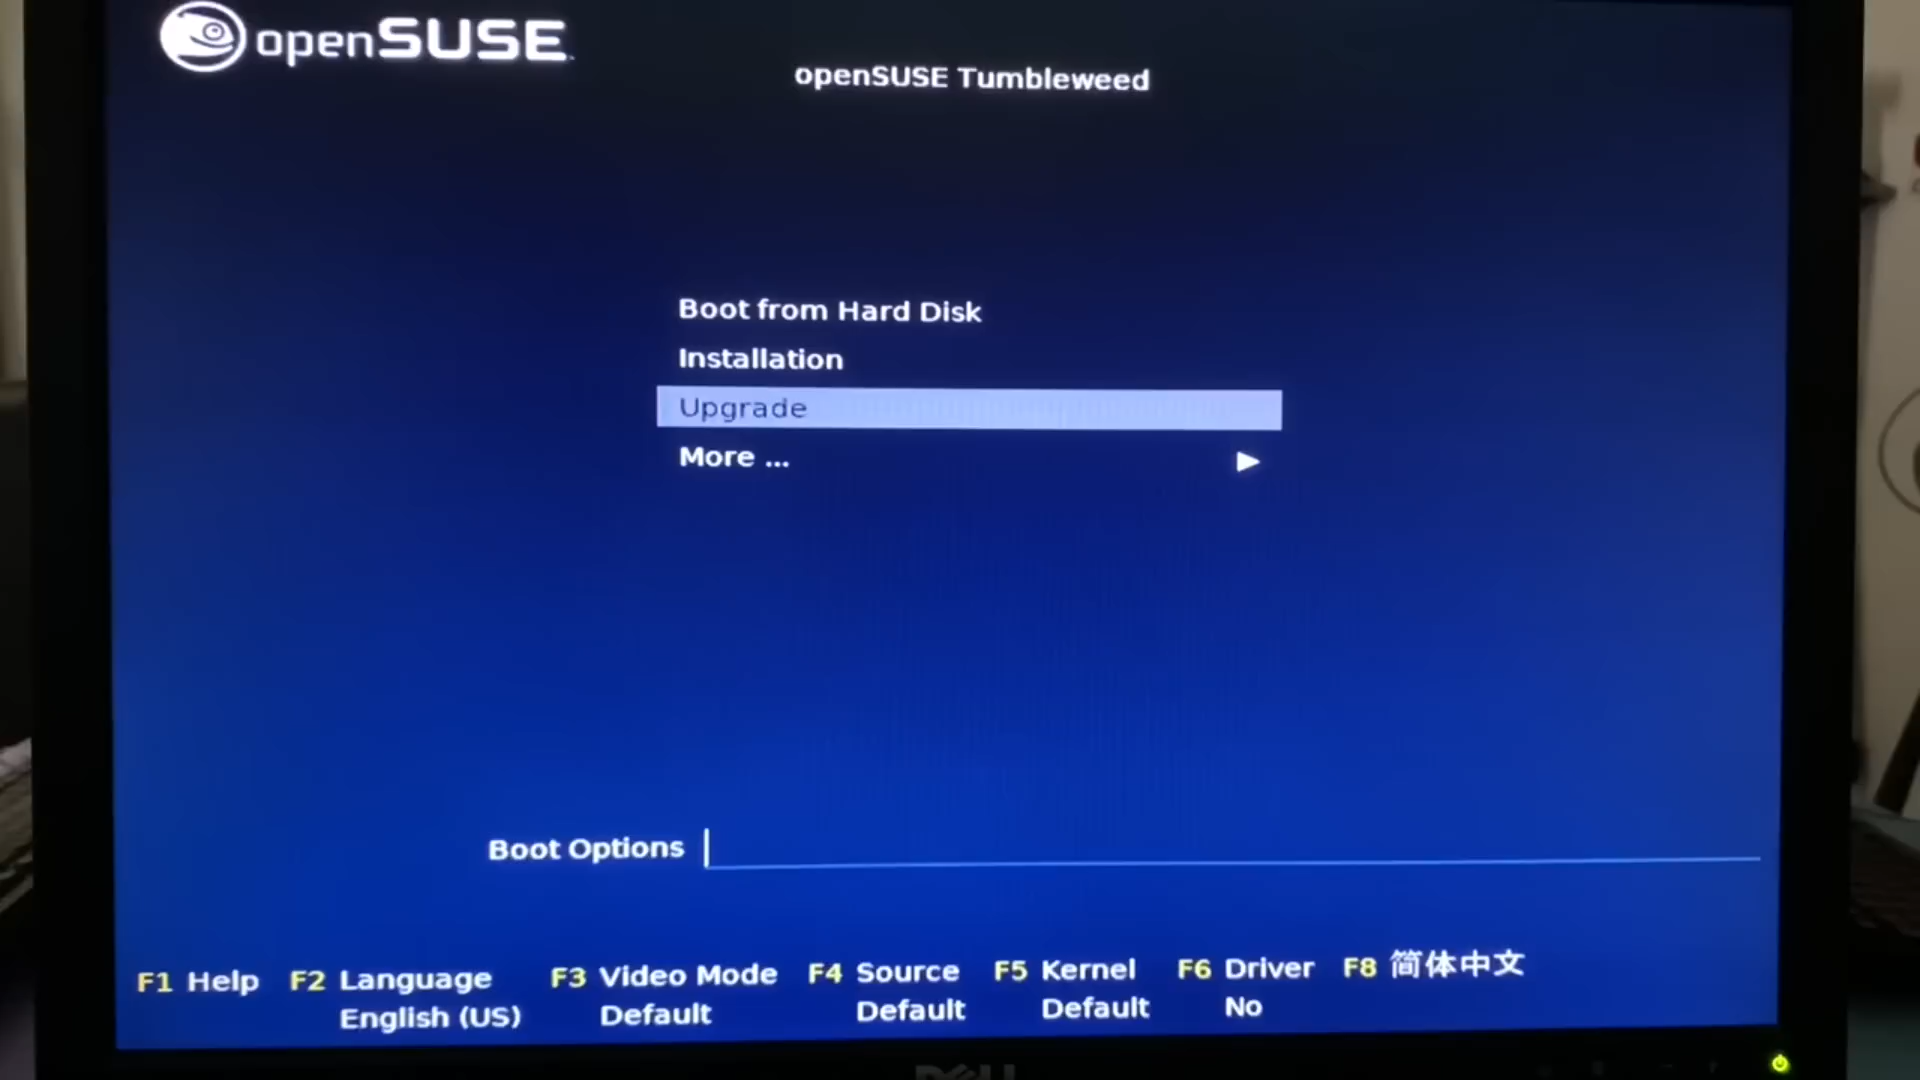 openSUSE
openSUSE Tumbleweed
Boot from Hard Disk
Installation
Upgrade
More ...
Boot Options
F1 Help F2 Language F3 Video Mode F4 Source F5 Kernel F6 Driver F8 简体中文
English (US) Default Default Default No
DELL